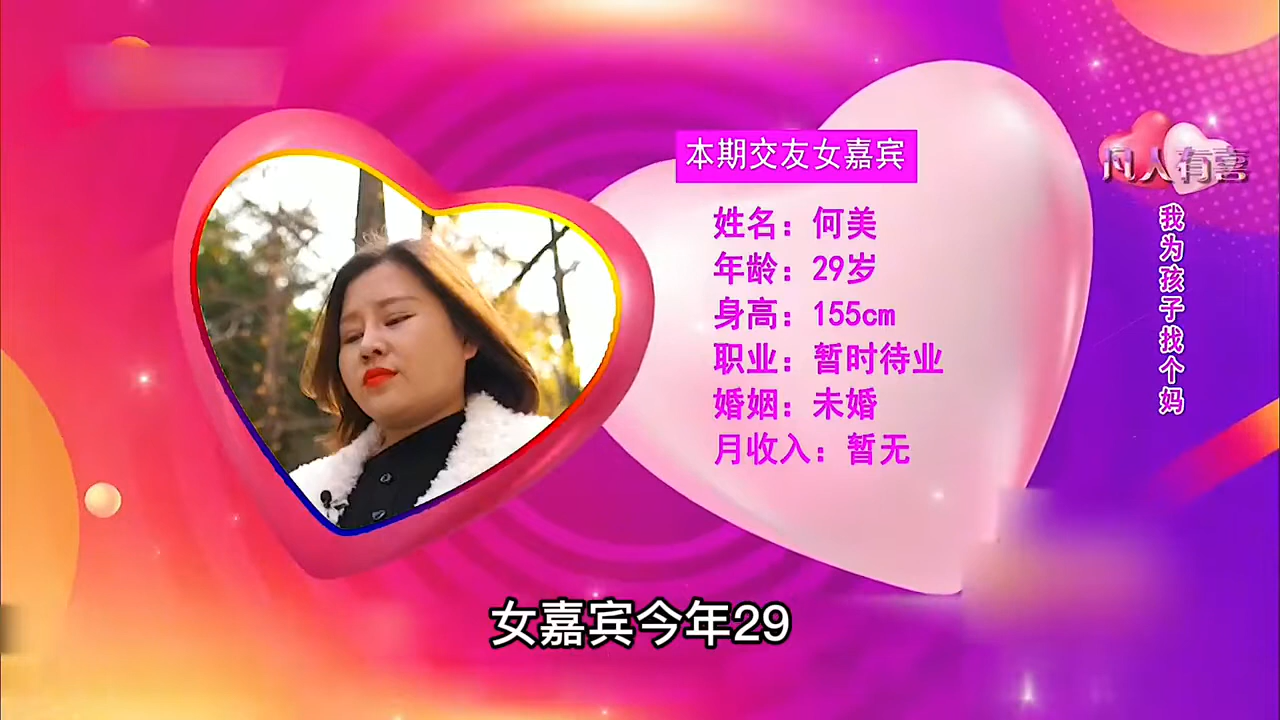 本期交友女嘉宾
姓名：何美
年龄：29岁
身高：155cm
职业：暂时待业
婚姻：未婚
月收入：暂无
凡人有喜
我为孩子找个妈
女嘉宾今年29